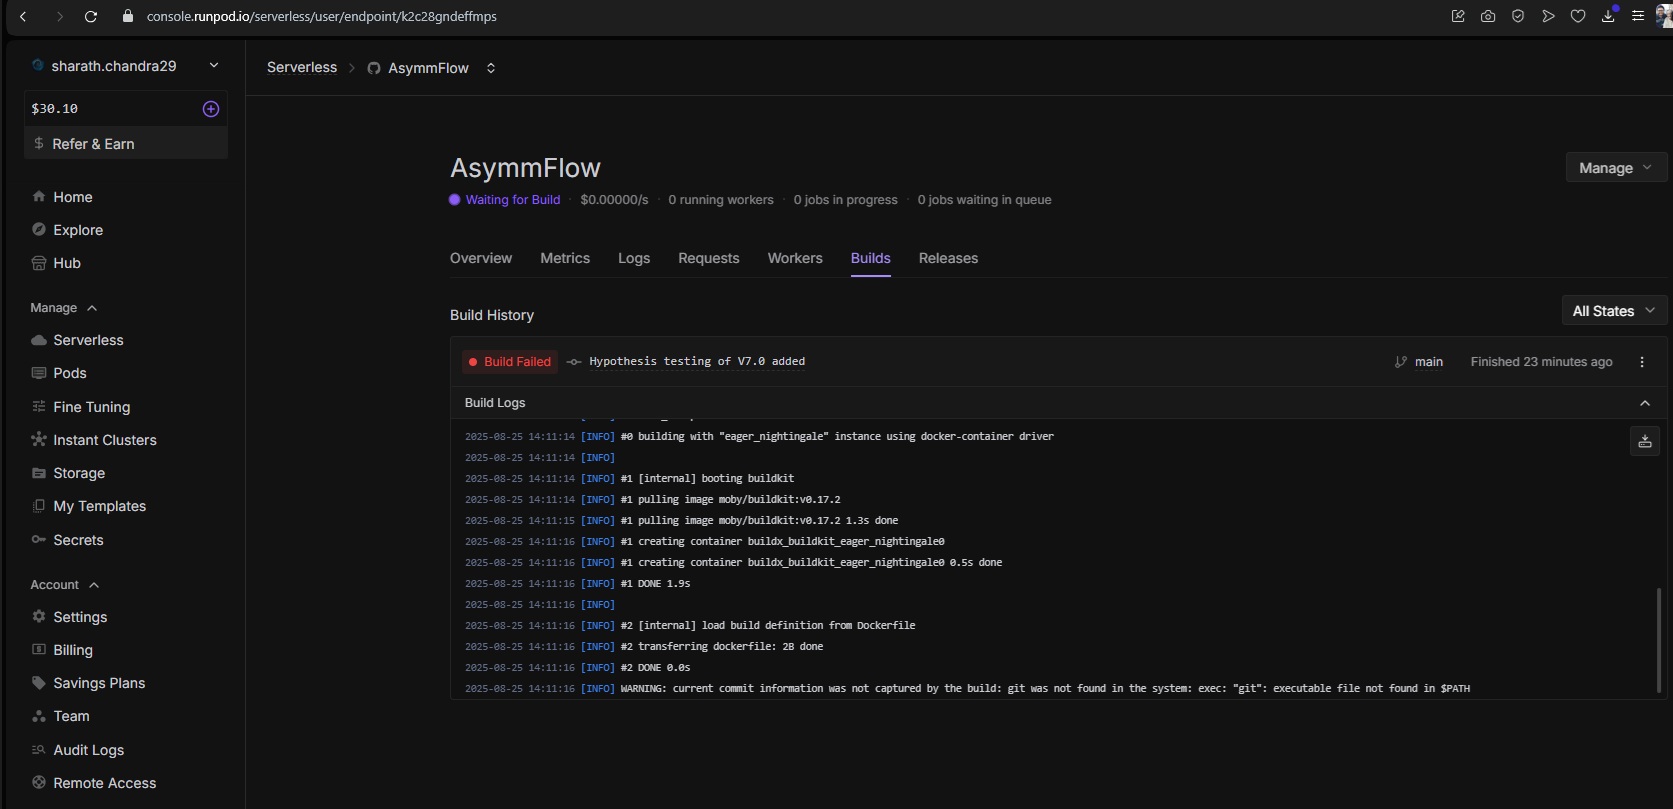 console.runpod.io/serverless/user/endpoint/k2c28gndeffmps
sharath.chandra29
$30.10
Refer & Earn
Home
Explore
Hub
Manage
Serverless
Pods
Fine Tuning
Instant Clusters
Storage
My Templates
Secrets
Account
Settings
Billing
Savings Plans
Team
Audit Logs
Remote Access
Serverless > AsymmFlow
AsymmFlow
Manage
Waiting for Build · $0.00000/s · 0 running workers · 0 jobs in progress · 0 jobs waiting in queue
Overview Metrics Logs Requests Workers Builds Releases
Build History
All States
Build Failed Hypothesis testing of V7.0 added main Finished 23 minutes ago
Build Logs
2025-08-25 14:11:14 [INFO] #0 building with "eager_nightingale" instance using docker-container driver
2025-08-25 14:11:14 [INFO]
2025-08-25 14:11:14 [INFO] #1 [internal] booting buildkit
2025-08-25 14:11:14 [INFO] #1 pulling image moby/buildkit:v0.17.2
2025-08-25 14:11:15 [INFO] #1 pulling image moby/buildkit:v0.17.2 1.3s done
2025-08-25 14:11:16 [INFO] #1 creating container buildx_buildkit_eager_nightingale0
2025-08-25 14:11:16 [INFO] #1 creating container buildx_buildkit_eager_nightingale0 0.5s done
2025-08-25 14:11:16 [INFO] #1 DONE 1.9s
2025-08-25 14:11:16 [INFO]
2025-08-25 14:11:16 [INFO] #2 [internal] load build definition from Dockerfile
2025-08-25 14:11:16 [INFO] #2 transferring dockerfile: 2B done
2025-08-25 14:11:16 [INFO] #2 DONE 0.0s
2025-08-25 14:11:16 [INFO] WARNING: current commit information was not captured by the build: git was not found in the system: exec: "git": executable file not found in $PATH